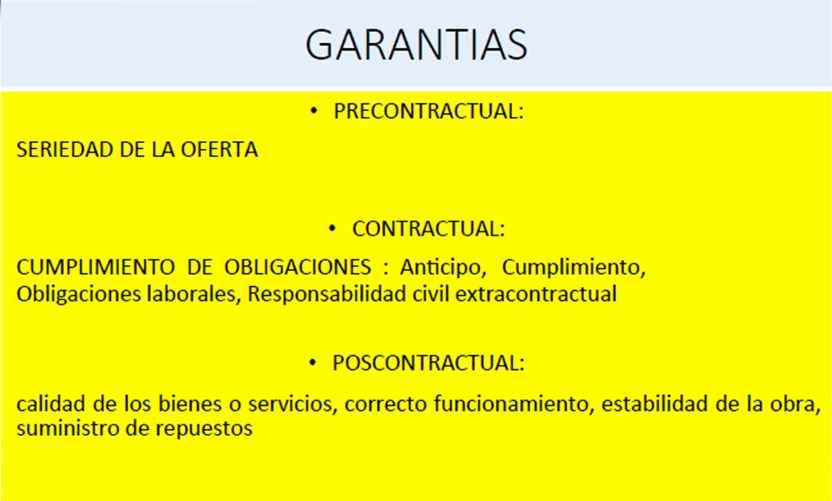 GARANTIAS
• PRECONTRACTUAL:
SERIEDAD DE LA OFERTA
• CONTRACTUAL:
CUMPLIMIENTO DE OBLIGACIONES : Anticipo, Cumplimiento,
Obligaciones laborales, Responsabilidad civil extracontractual
• POSCONTRACTUAL:
calidad de los bienes o servicios, correcto funcionamiento, estabilidad de la obra,
suministro de repuestos